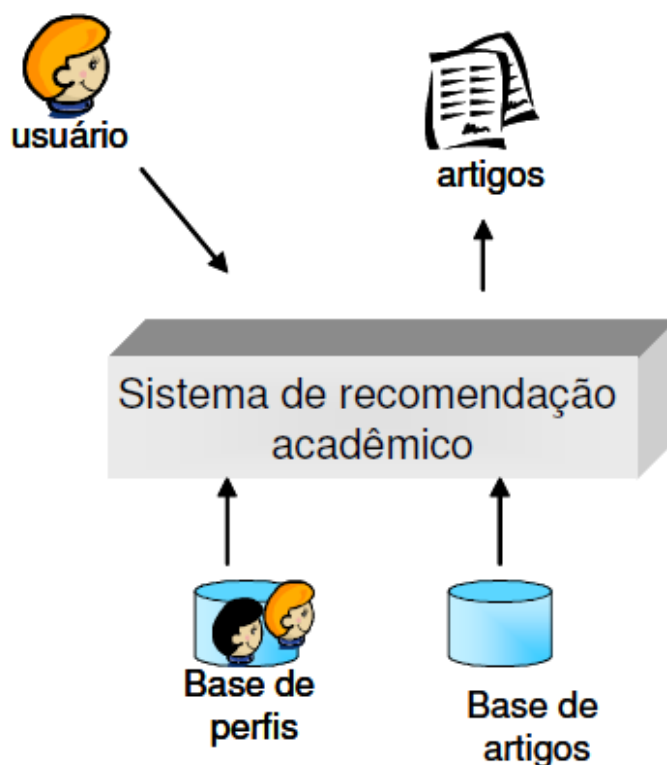 usuário
artigos
Sistema de recomendação
acadêmico
Base de
perfis
Base de
artigos